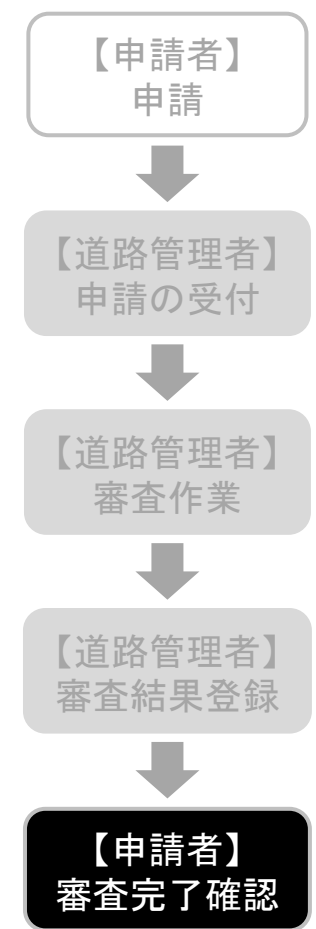 【申請者】
申請
【道路管理者】
申請の受付
【道路管理者】
審査作業
【道路管理者】
審査結果登録
【申請者】
審査完了確認